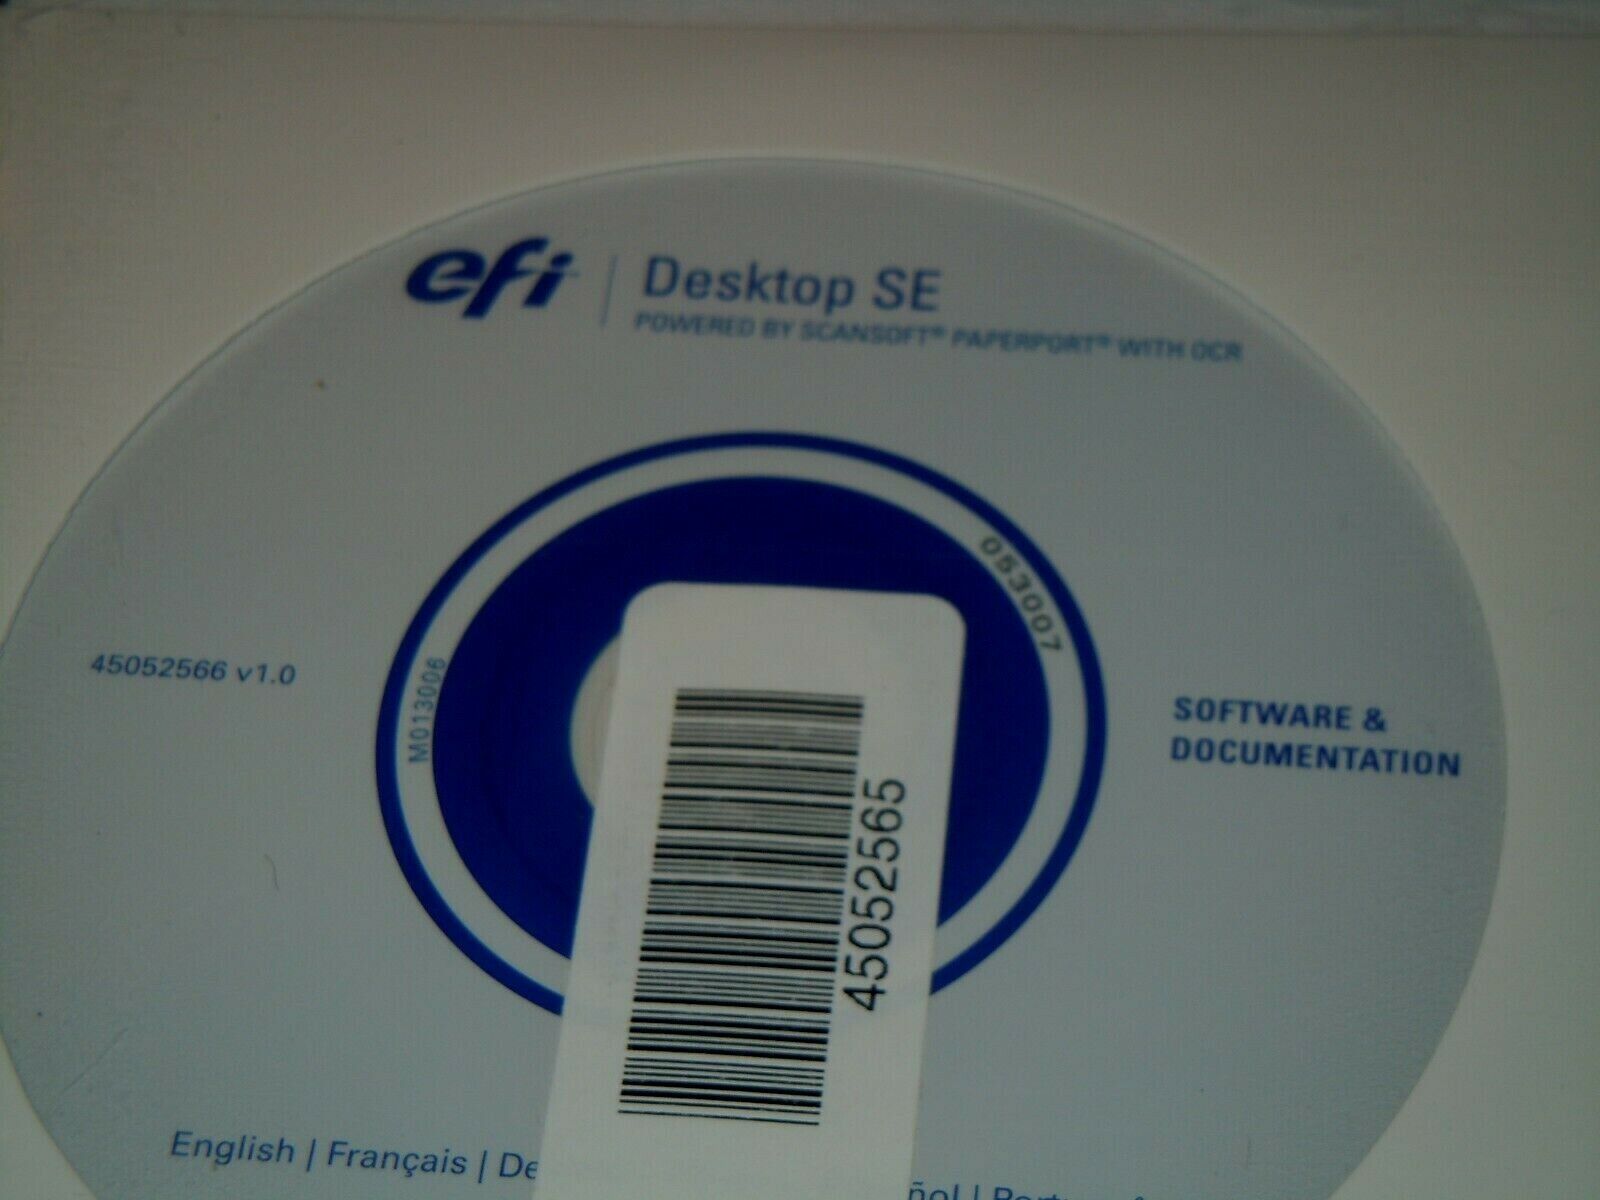 efi Desktop SE
POWERED BY SCANSOFT® PAPERPORT® WITH OCR
053007
M013006
45052566 v1.0
SOFTWARE &
DOCUMENTATION
45052565
English | Français |